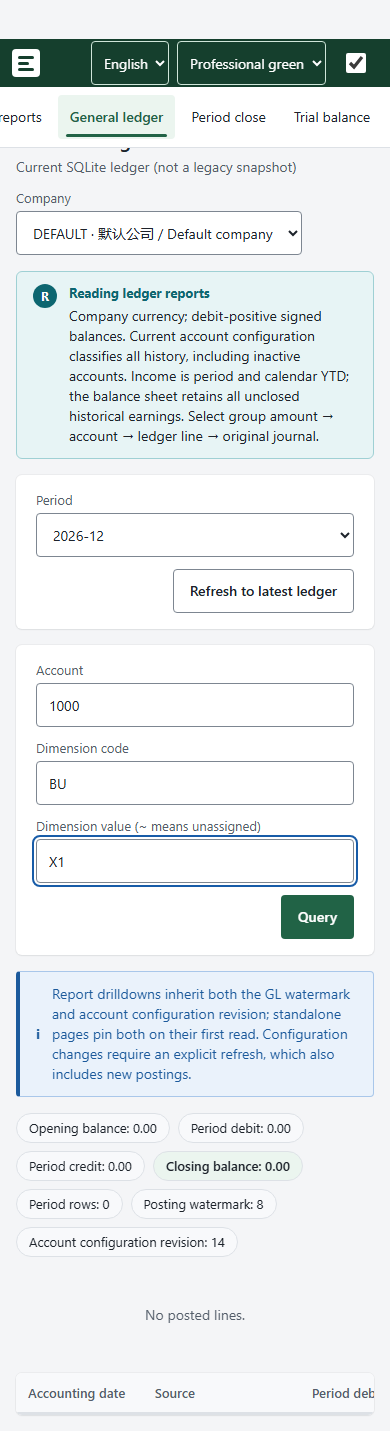 English
Professional green
reports
General ledger
Period close
Trial balance
Current SQLite ledger (not a legacy snapshot)
Company
DEFAULT · 默认公司 / Default company
R
Reading ledger reports
Company currency; debit-positive signed
balances. Current account configuration
classifies all history, including inactive
accounts. Income is period and calendar YTD;
the balance sheet retains all unclosed
historical earnings. Select group amount →
account → ledger line → original journal.
Period
2026-12
Refresh to latest ledger
Account
1000
Dimension code
BU
Dimension value (~ means unassigned)
X1
Query
i
Report drilldowns inherit both the GL watermark
and account configuration revision; standalone
pages pin both on their first read. Configuration
changes require an explicit refresh, which also
includes new postings.
Opening balance: 0.00
Period debit: 0.00
Period credit: 0.00
Closing balance: 0.00
Period rows: 0
Posting watermark: 8
Account configuration revision: 14
No posted lines.
Accounting date
Source
Period deb